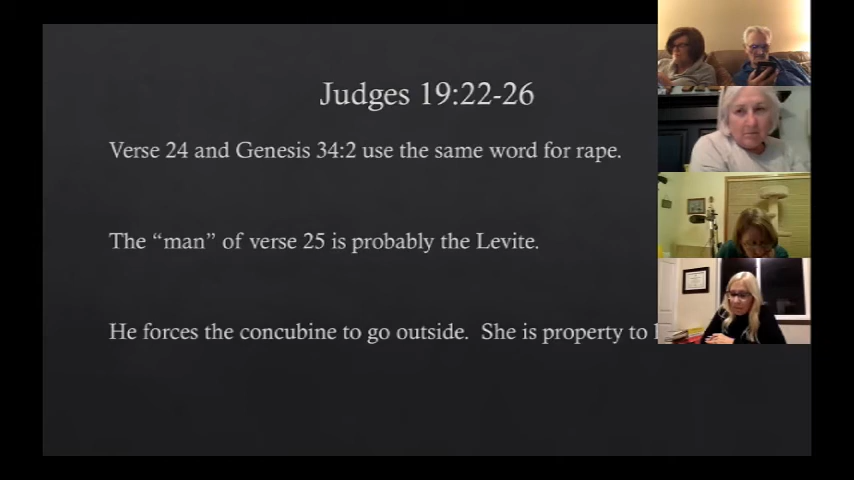 Judges 19:22-26
Verse 24 and Genesis 34:2 use the same word for rape.
The “man” of verse 25 is probably the Levite.
He forces the concubine to go outside.  She is property to